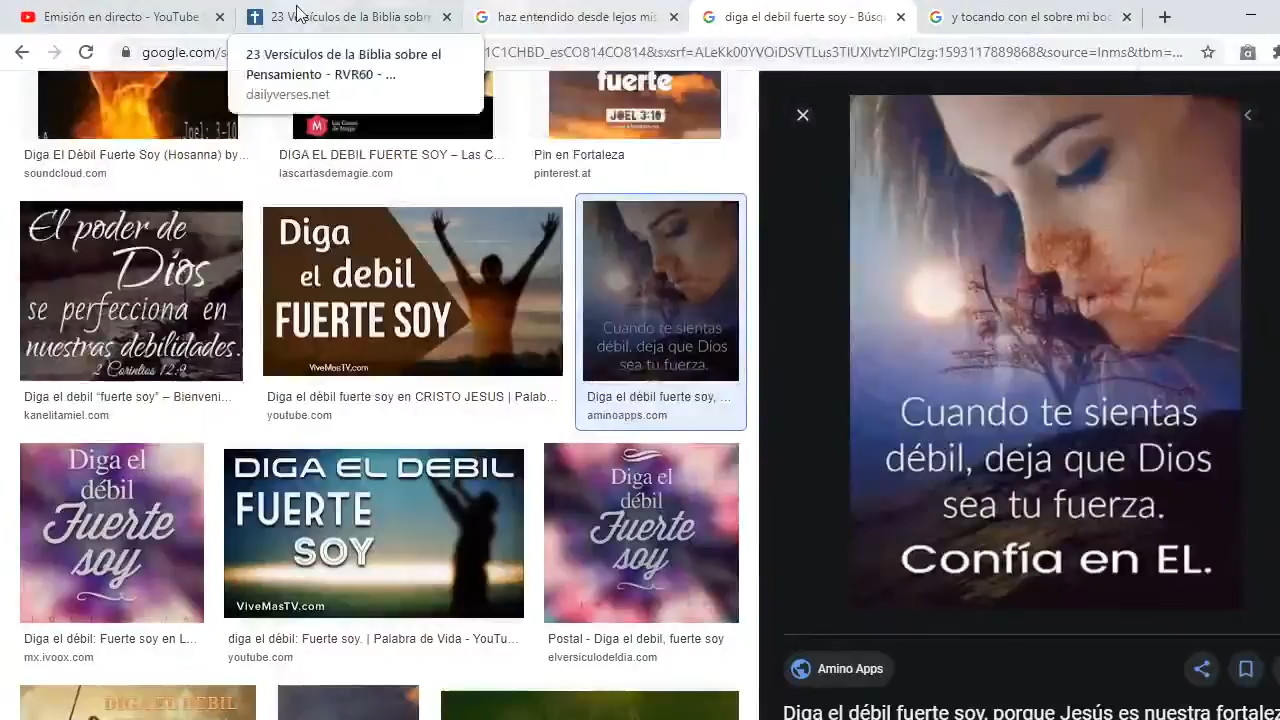 Emisión en directo - YouTube
23 Versículos de la Biblia sobre
haz entendido desde lejos mis
diga el debil fuerte soy - Búsq
y tocando con el sobre mi boc
google.com/s
1C1CHBD_esCO814CO814&tsxsrf=ALeKk00YVOiDSVTLus3TIUXlvtzYIPClzg:1593117889868&source=lnms&tbm=...
23 Versículos de la Biblia sobre el
Pensamiento - RVR60 - ...
dailyverses.net
Joel: 3-10
fuerte
JOEL 3:10
Diga El Débil Fuerte Soy (Hosanna) by...
soundcloud.com
DIGA EL DEBIL FUERTE SOY – Las C...
lascartasdemagie.com
Pin en Fortaleza
pinterest.at
El poder de
Dios
se perfecciona en
nuestras debilidades.
2 Corintios 12:9
Diga
el debil
FUERTE SOY
ViveMasTV.com
Cuando te sientas
débil, deja que Dios
sea tu fuerza.
Diga el débil “fuerte soy” – Bienveni...
kanelitamiel.com
Diga el débil fuerte soy en CRISTO JESUS | Palab...
youtube.com
Diga el débil fuerte soy, ...
aminoapps.com
Diga el
débil
Fuerte
soy
DIGA EL DEBIL
FUERTE
SOY
ViveMasTV.com
Diga el
débil
Fuerte
soy
Diga el débil: Fuerte soy en L...
mx.ivoox.com
diga el débil: Fuerte soy. | Palabra de Vida - YouTu...
youtube.com
Postal - Diga el debil, fuerte soy
elversiculodeldia.com
DIGA EL DEBIL
Cuando te sientas
débil, deja que Dios
sea tu fuerza.
Confía en EL.
Amino Apps
Diga el débil fuerte soy, porque Jesús es nuestra fortalez